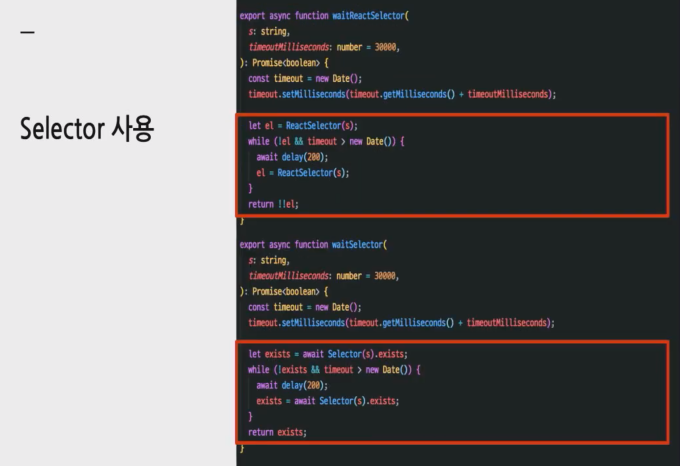 Selector 사용
export async function waitReactSelector(
s: string,
timeoutMilliseconds: number = 30000,
): Promise<boolean> {
const timeout = new Date();
timeout.setMilliseconds(timeout.getMilliseconds() + timeoutMilliseconds);
let el = ReactSelector(s);
while (!el && timeout > new Date()) {
await delay(200);
el = ReactSelector(s);
}
return !!el;
}
export async function waitSelector(
s: string,
timeoutMilliseconds: number = 30000,
): Promise<boolean> {
const timeout = new Date();
timeout.setMilliseconds(timeout.getMilliseconds() + timeoutMilliseconds);
let exists = await Selector(s).exists;
while (!exists && timeout > new Date()) {
await delay(200);
exists = await Selector(s).exists;
}
return exists;
}